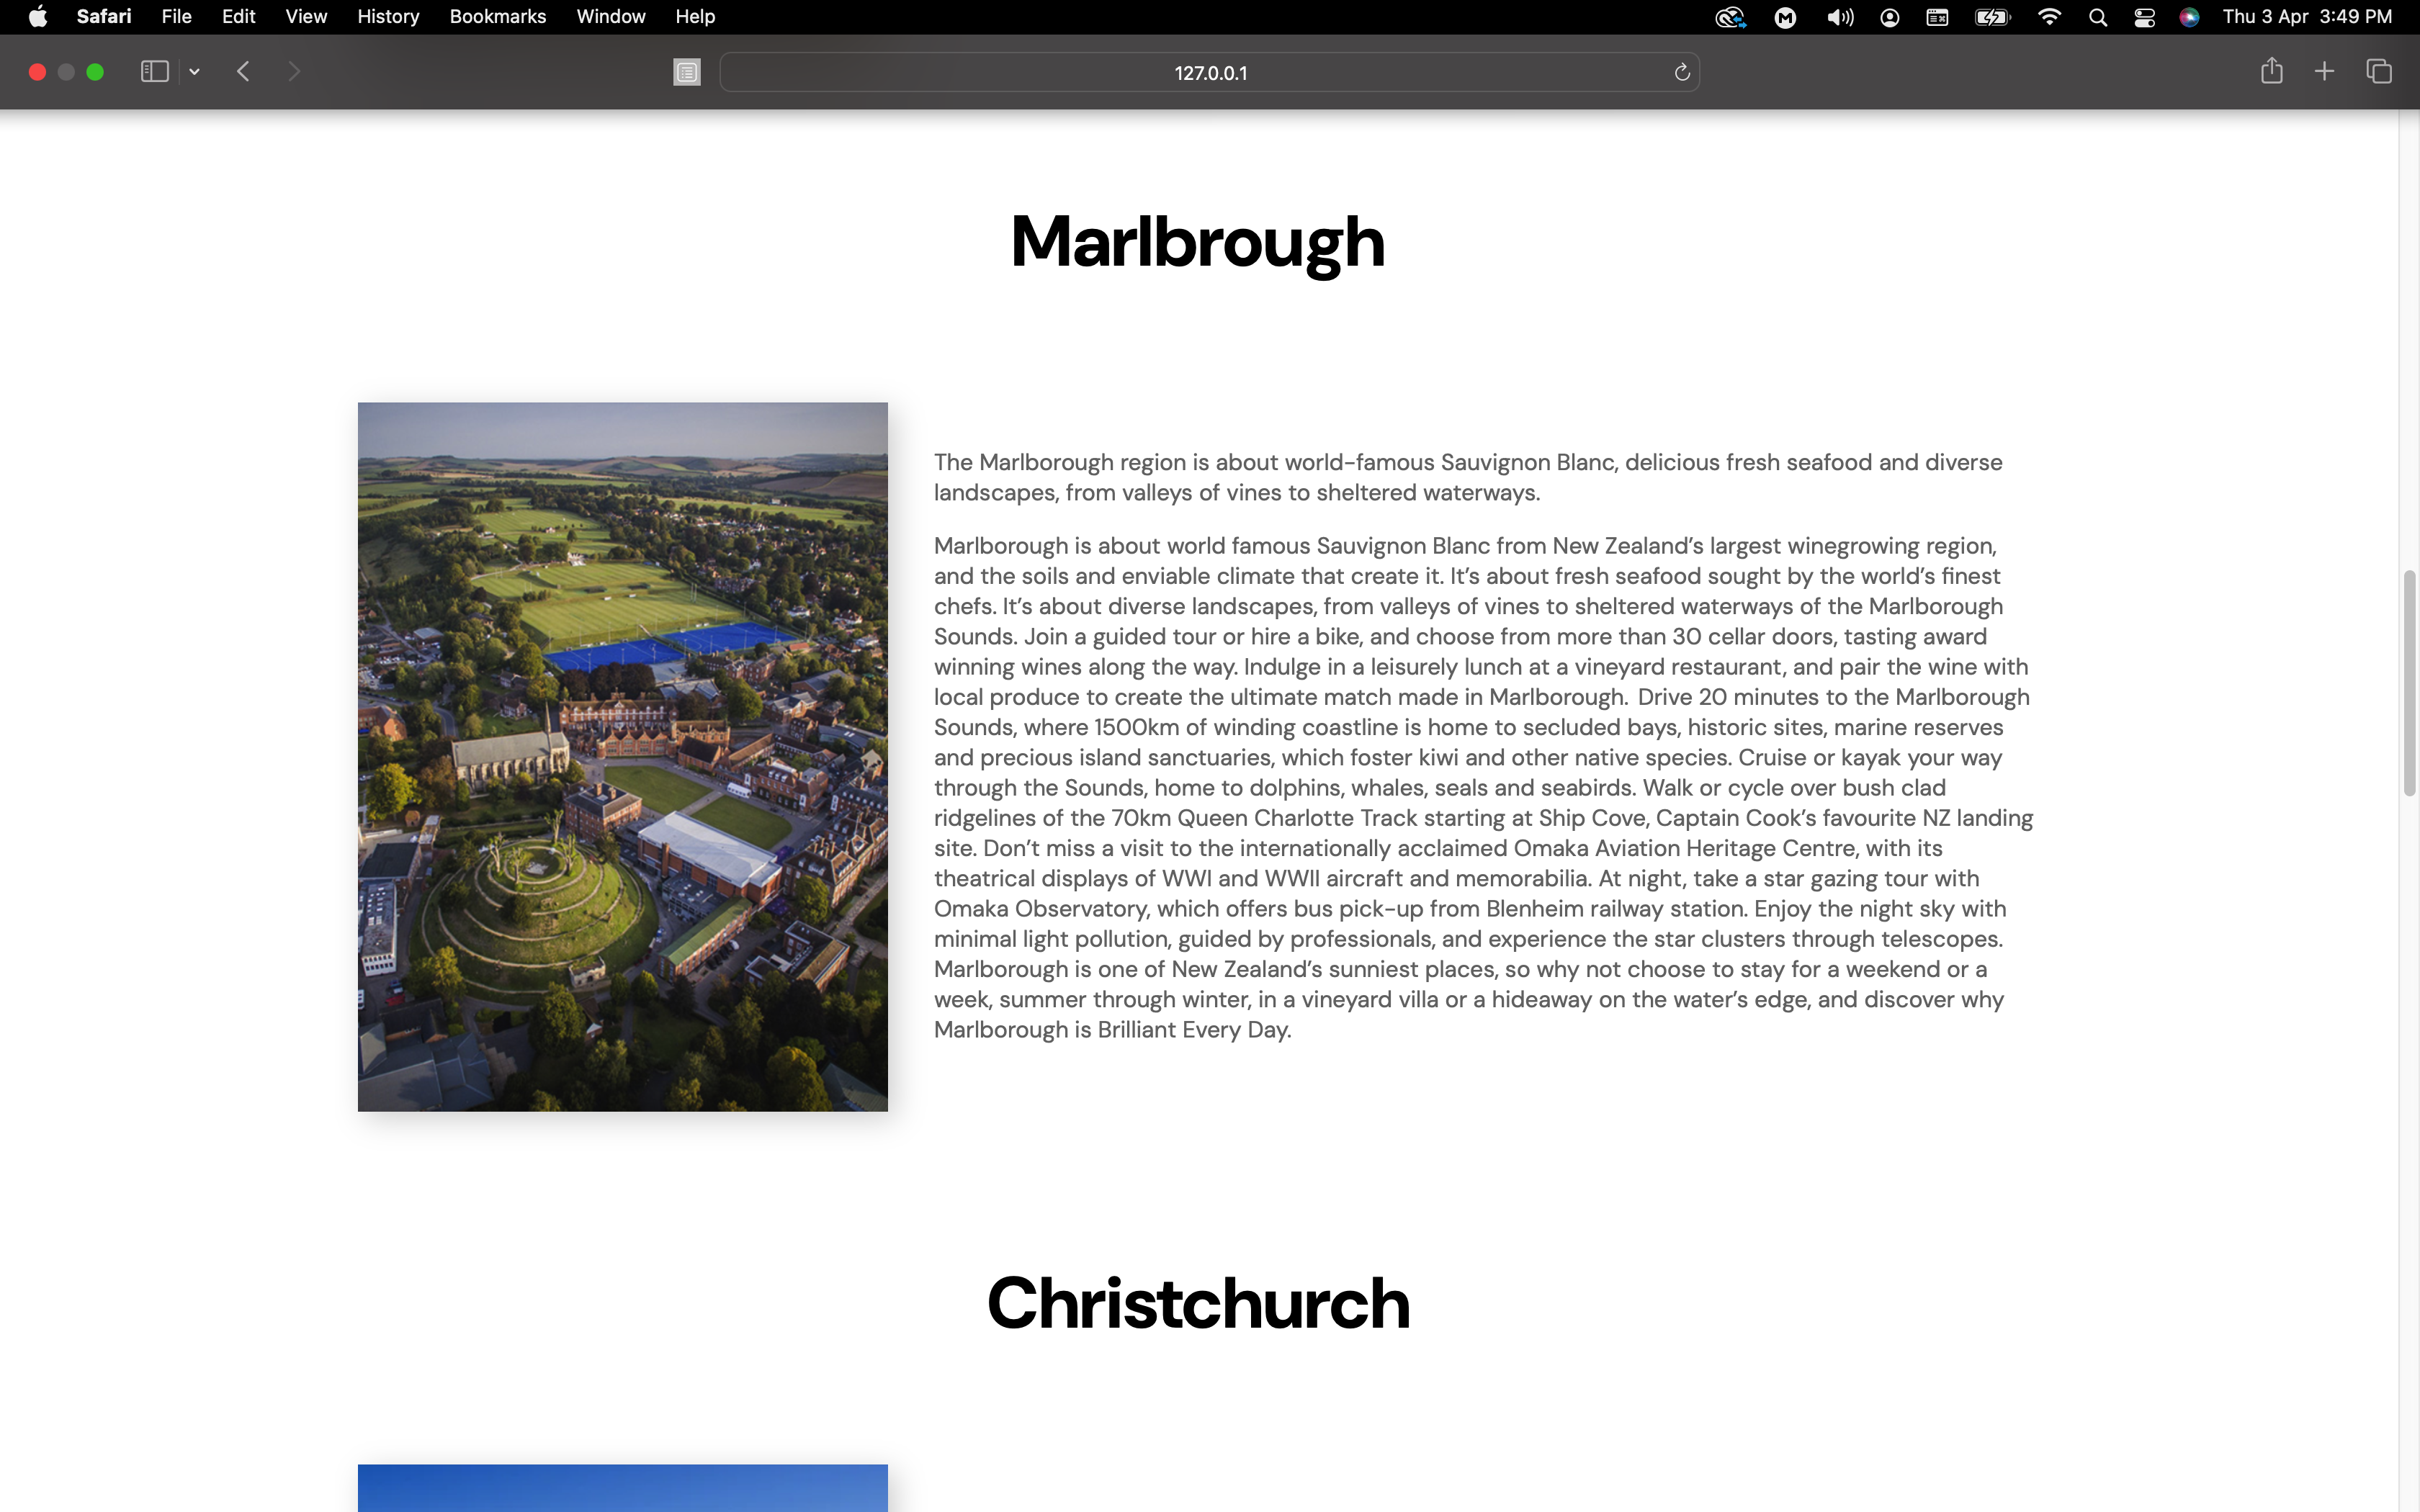 Safari File Edit View History Bookmarks Window Help Thu 3 Apr 3:49 PM
127.0.0.1
Marlbrough
The Marlborough region is about world-famous Sauvignon Blanc, delicious fresh seafood and diverse
landscapes, from valleys of vines to sheltered waterways.
Marlborough is about world famous Sauvignon Blanc from New Zealand’s largest winegrowing region,
and the soils and enviable climate that create it. It’s about fresh seafood sought by the world’s finest
chefs. It’s about diverse landscapes, from valleys of vines to sheltered waterways of the Marlborough
Sounds. Join a guided tour or hire a bike, and choose from more than 30 cellar doors, tasting award
winning wines along the way. Indulge in a leisurely lunch at a vineyard restaurant, and pair the wine with
local produce to create the ultimate match made in Marlborough. Drive 20 minutes to the Marlborough
Sounds, where 1500km of winding coastline is home to secluded bays, historic sites, marine reserves
and precious island sanctuaries, which foster kiwi and other native species. Cruise or kayak your way
through the Sounds, home to dolphins, whales, seals and seabirds. Walk or cycle over bush clad
ridgelines of the 70km Queen Charlotte Track starting at Ship Cove, Captain Cook’s favourite NZ landing
site. Don’t miss a visit to the internationally acclaimed Omaka Aviation Heritage Centre, with its
theatrical displays of WWI and WWII aircraft and memorabilia. At night, take a star gazing tour with
Omaka Observatory, which offers bus pick-up from Blenheim railway station. Enjoy the night sky with
minimal light pollution, guided by professionals, and experience the star clusters through telescopes.
Marlborough is one of New Zealand’s sunniest places, so why not choose to stay for a weekend or a
week, summer through winter, in a vineyard villa or a hideaway on the water’s edge, and discover why
Marlborough is Brilliant Every Day.
Christchurch